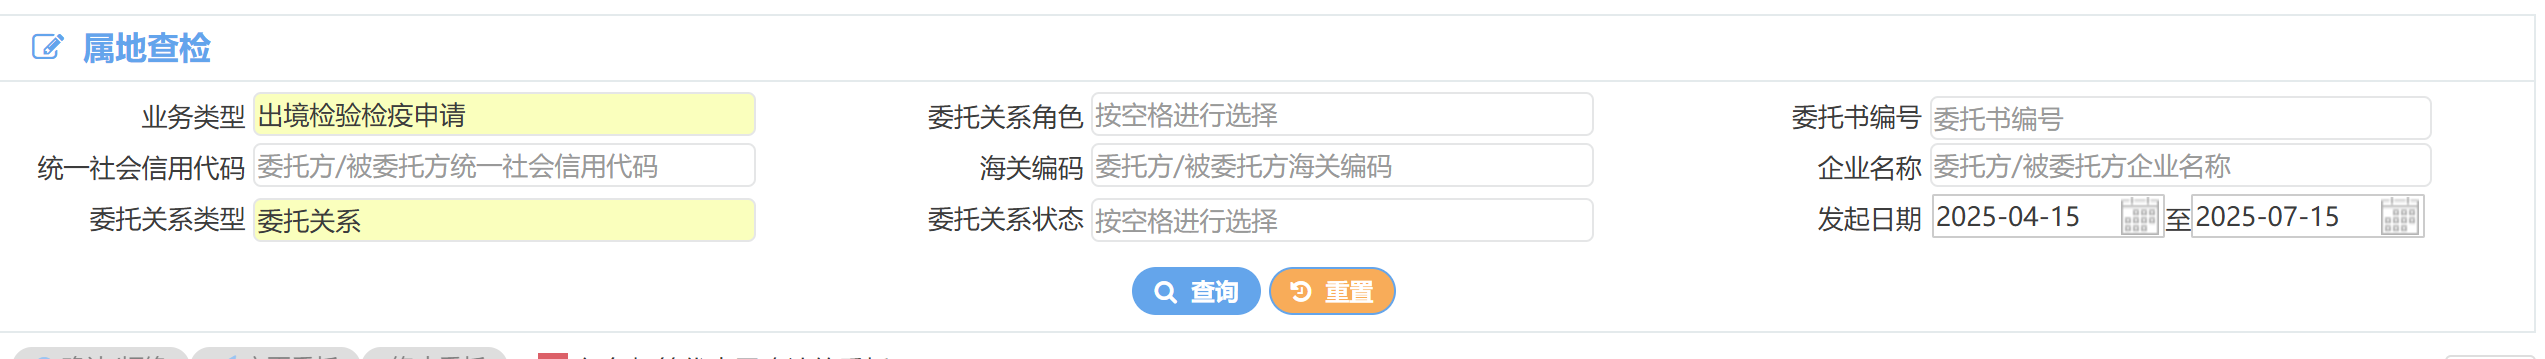 属地查检
业务类型 出境检验检疫申请 委托关系角色 按空格进行选择 委托书编号 委托书编号
统一社会信用代码 委托方/被委托方统一社会信用代码 海关编码 委托方/被委托方海关编码 企业名称 委托方/被委托方企业名称
委托关系类型 委托关系 委托关系状态 按空格进行选择 发起日期 2025-04-15 至 2025-07-15
查询 重置